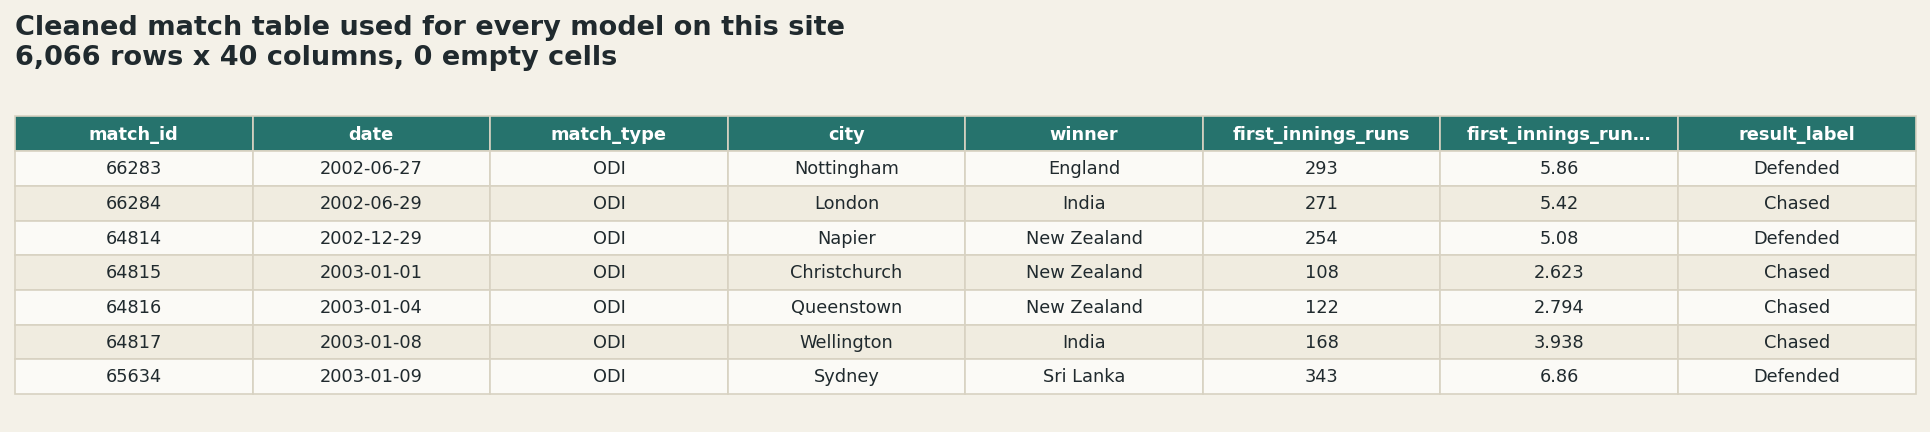 Cleaned match table used for every model on this site
6,066 rows x 40 columns, 0 empty cells
match_id date match_type city winner first_innings_runs first_innings_run… result_label
66283 2002-06-27 ODI Nottingham England 293 5.86 Defended
66284 2002-06-29 ODI London India 271 5.42 Chased
64814 2002-12-29 ODI Napier New Zealand 254 5.08 Defended
64815 2003-01-01 ODI Christchurch New Zealand 108 2.623 Chased
64816 2003-01-04 ODI Queenstown New Zealand 122 2.794 Chased
64817 2003-01-08 ODI Wellington India 168 3.938 Chased
65634 2003-01-09 ODI Sydney Sri Lanka 343 6.86 Defended